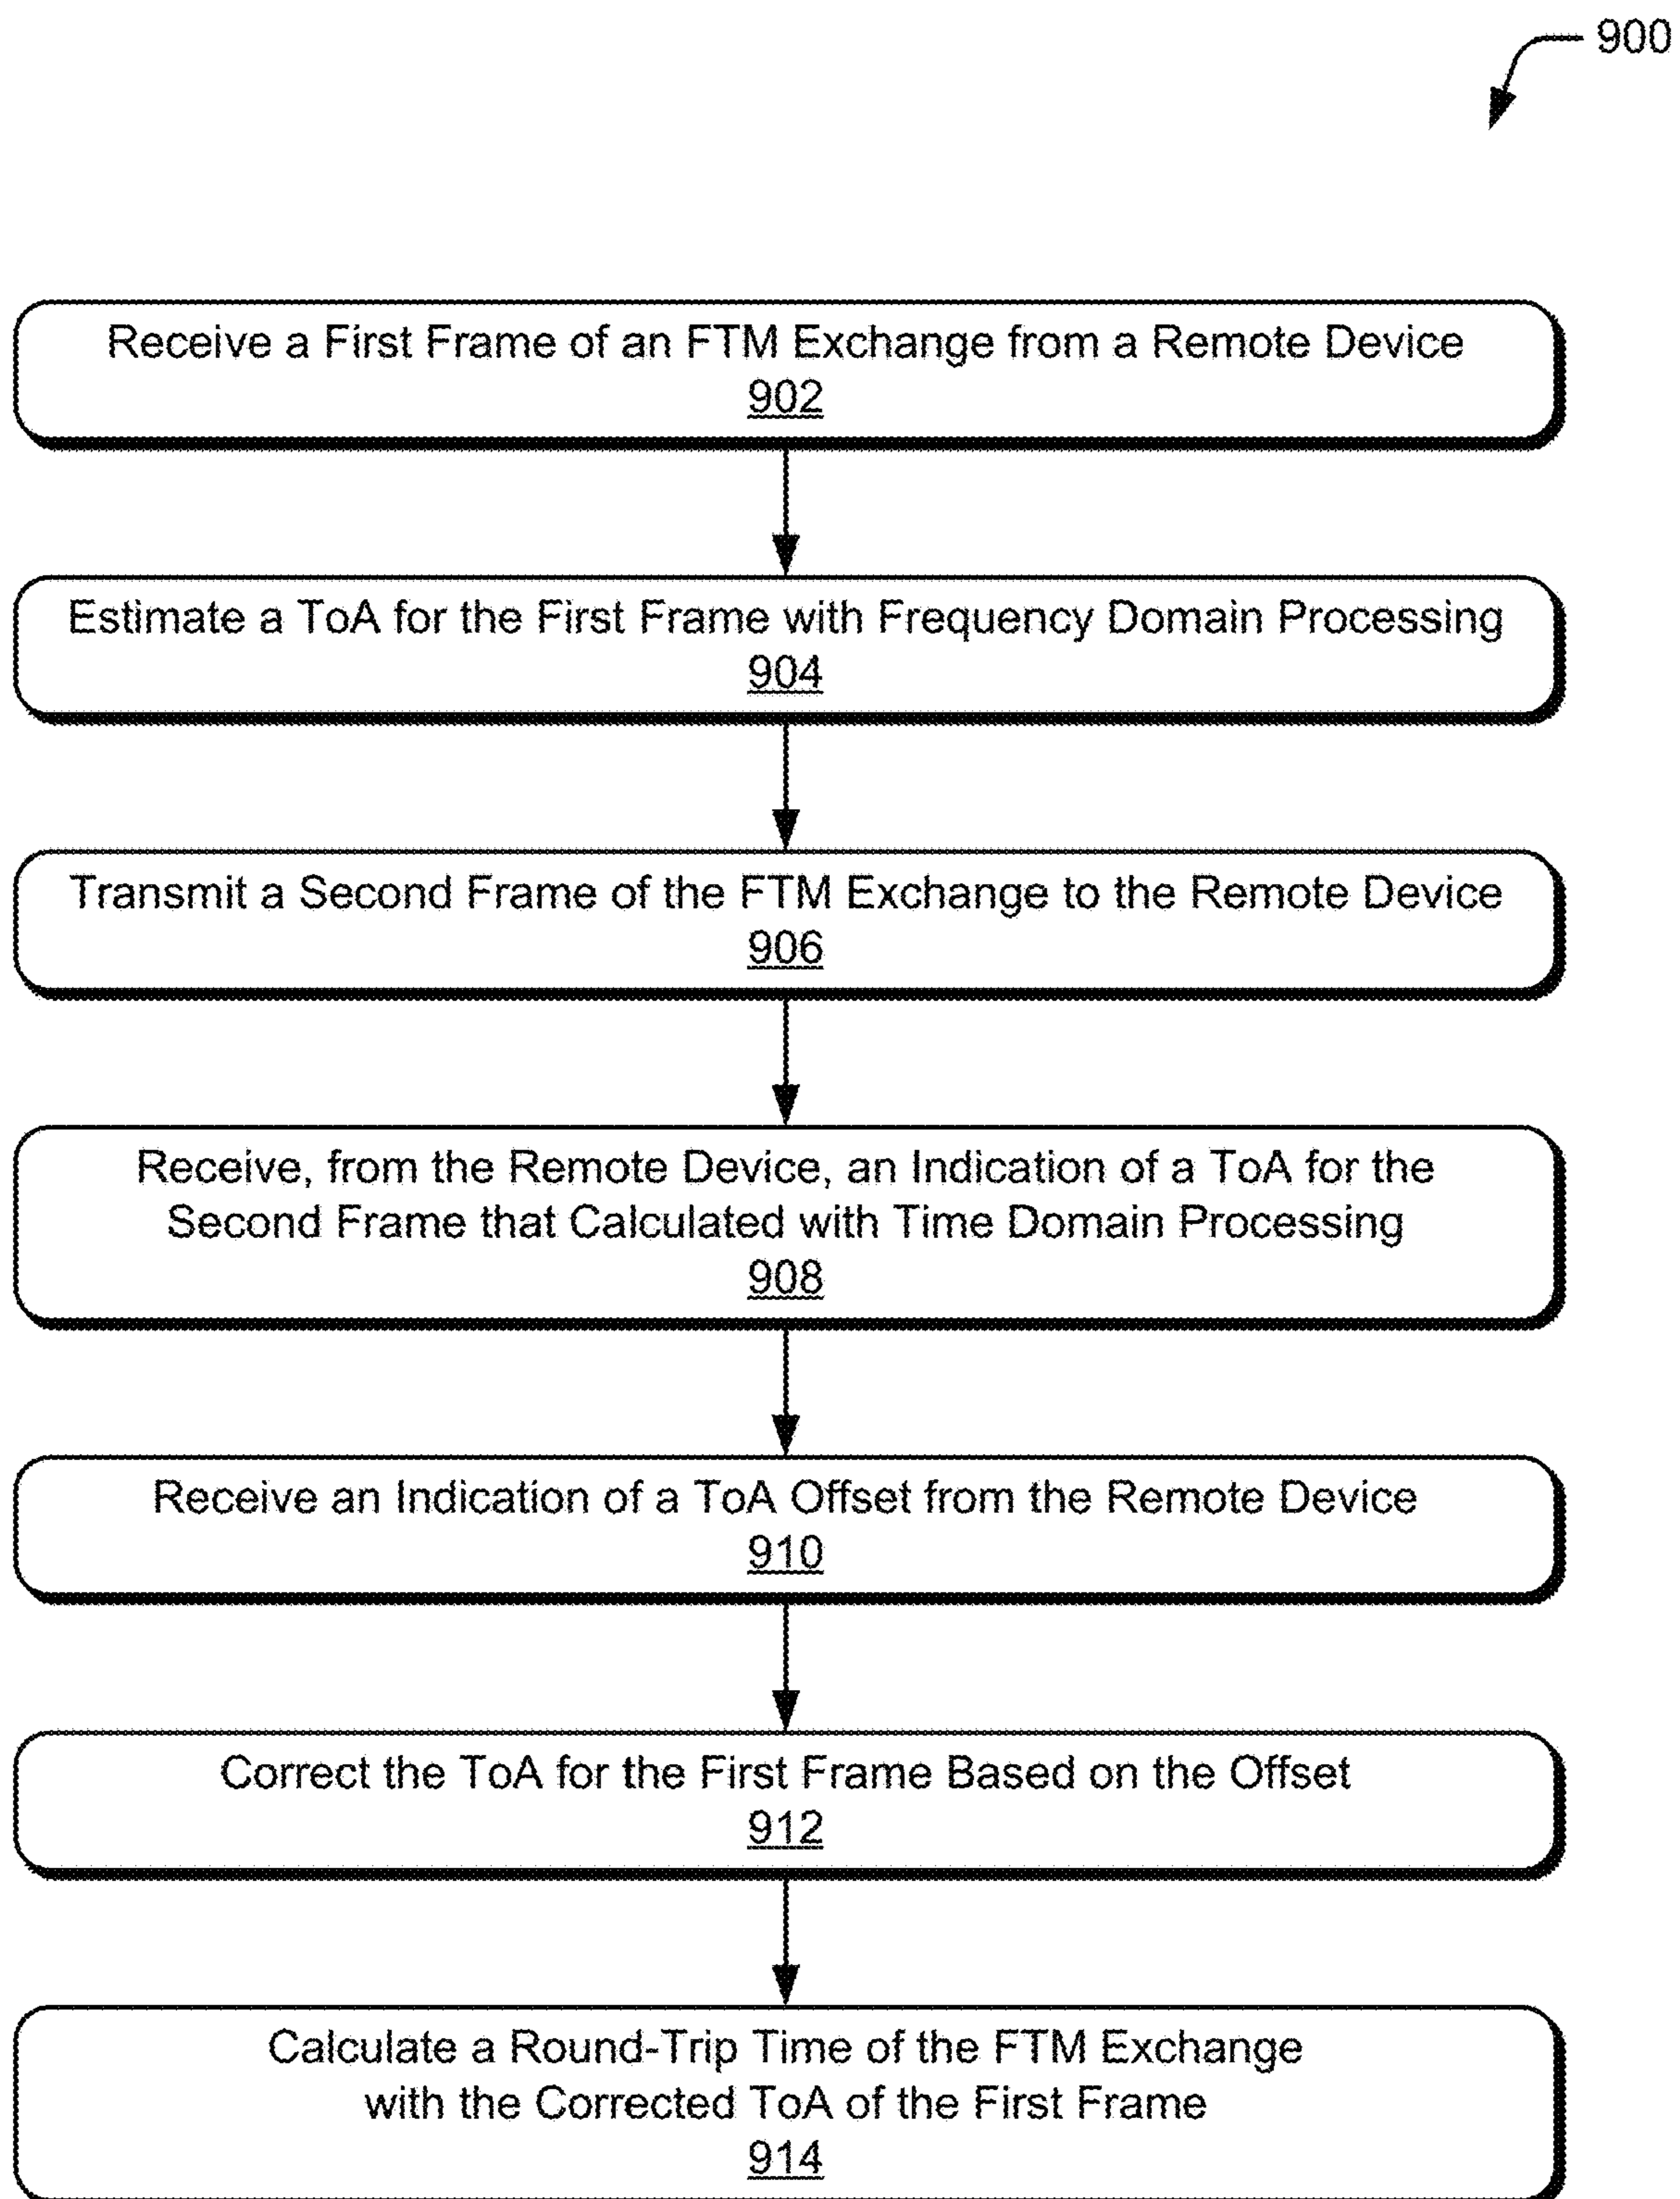 900
Receive a First Frame of an FTM Exchange from a Remote Device
902
Estimate a ToA for the First Frame with Frequency Domain Processing
904
Transmit a Second Frame of the FTM Exchange to the Remote Device
906
Receive, from the Remote Device, an Indication of a ToA for the
Second Frame that Calculated with Time Domain Processing
908
Receive an Indication of a ToA Offset from the Remote Device
910
Correct the ToA for the First Frame Based on the Offset
912
Calculate a Round-Trip Time of the FTM Exchange
with the Corrected ToA of the First Frame
914